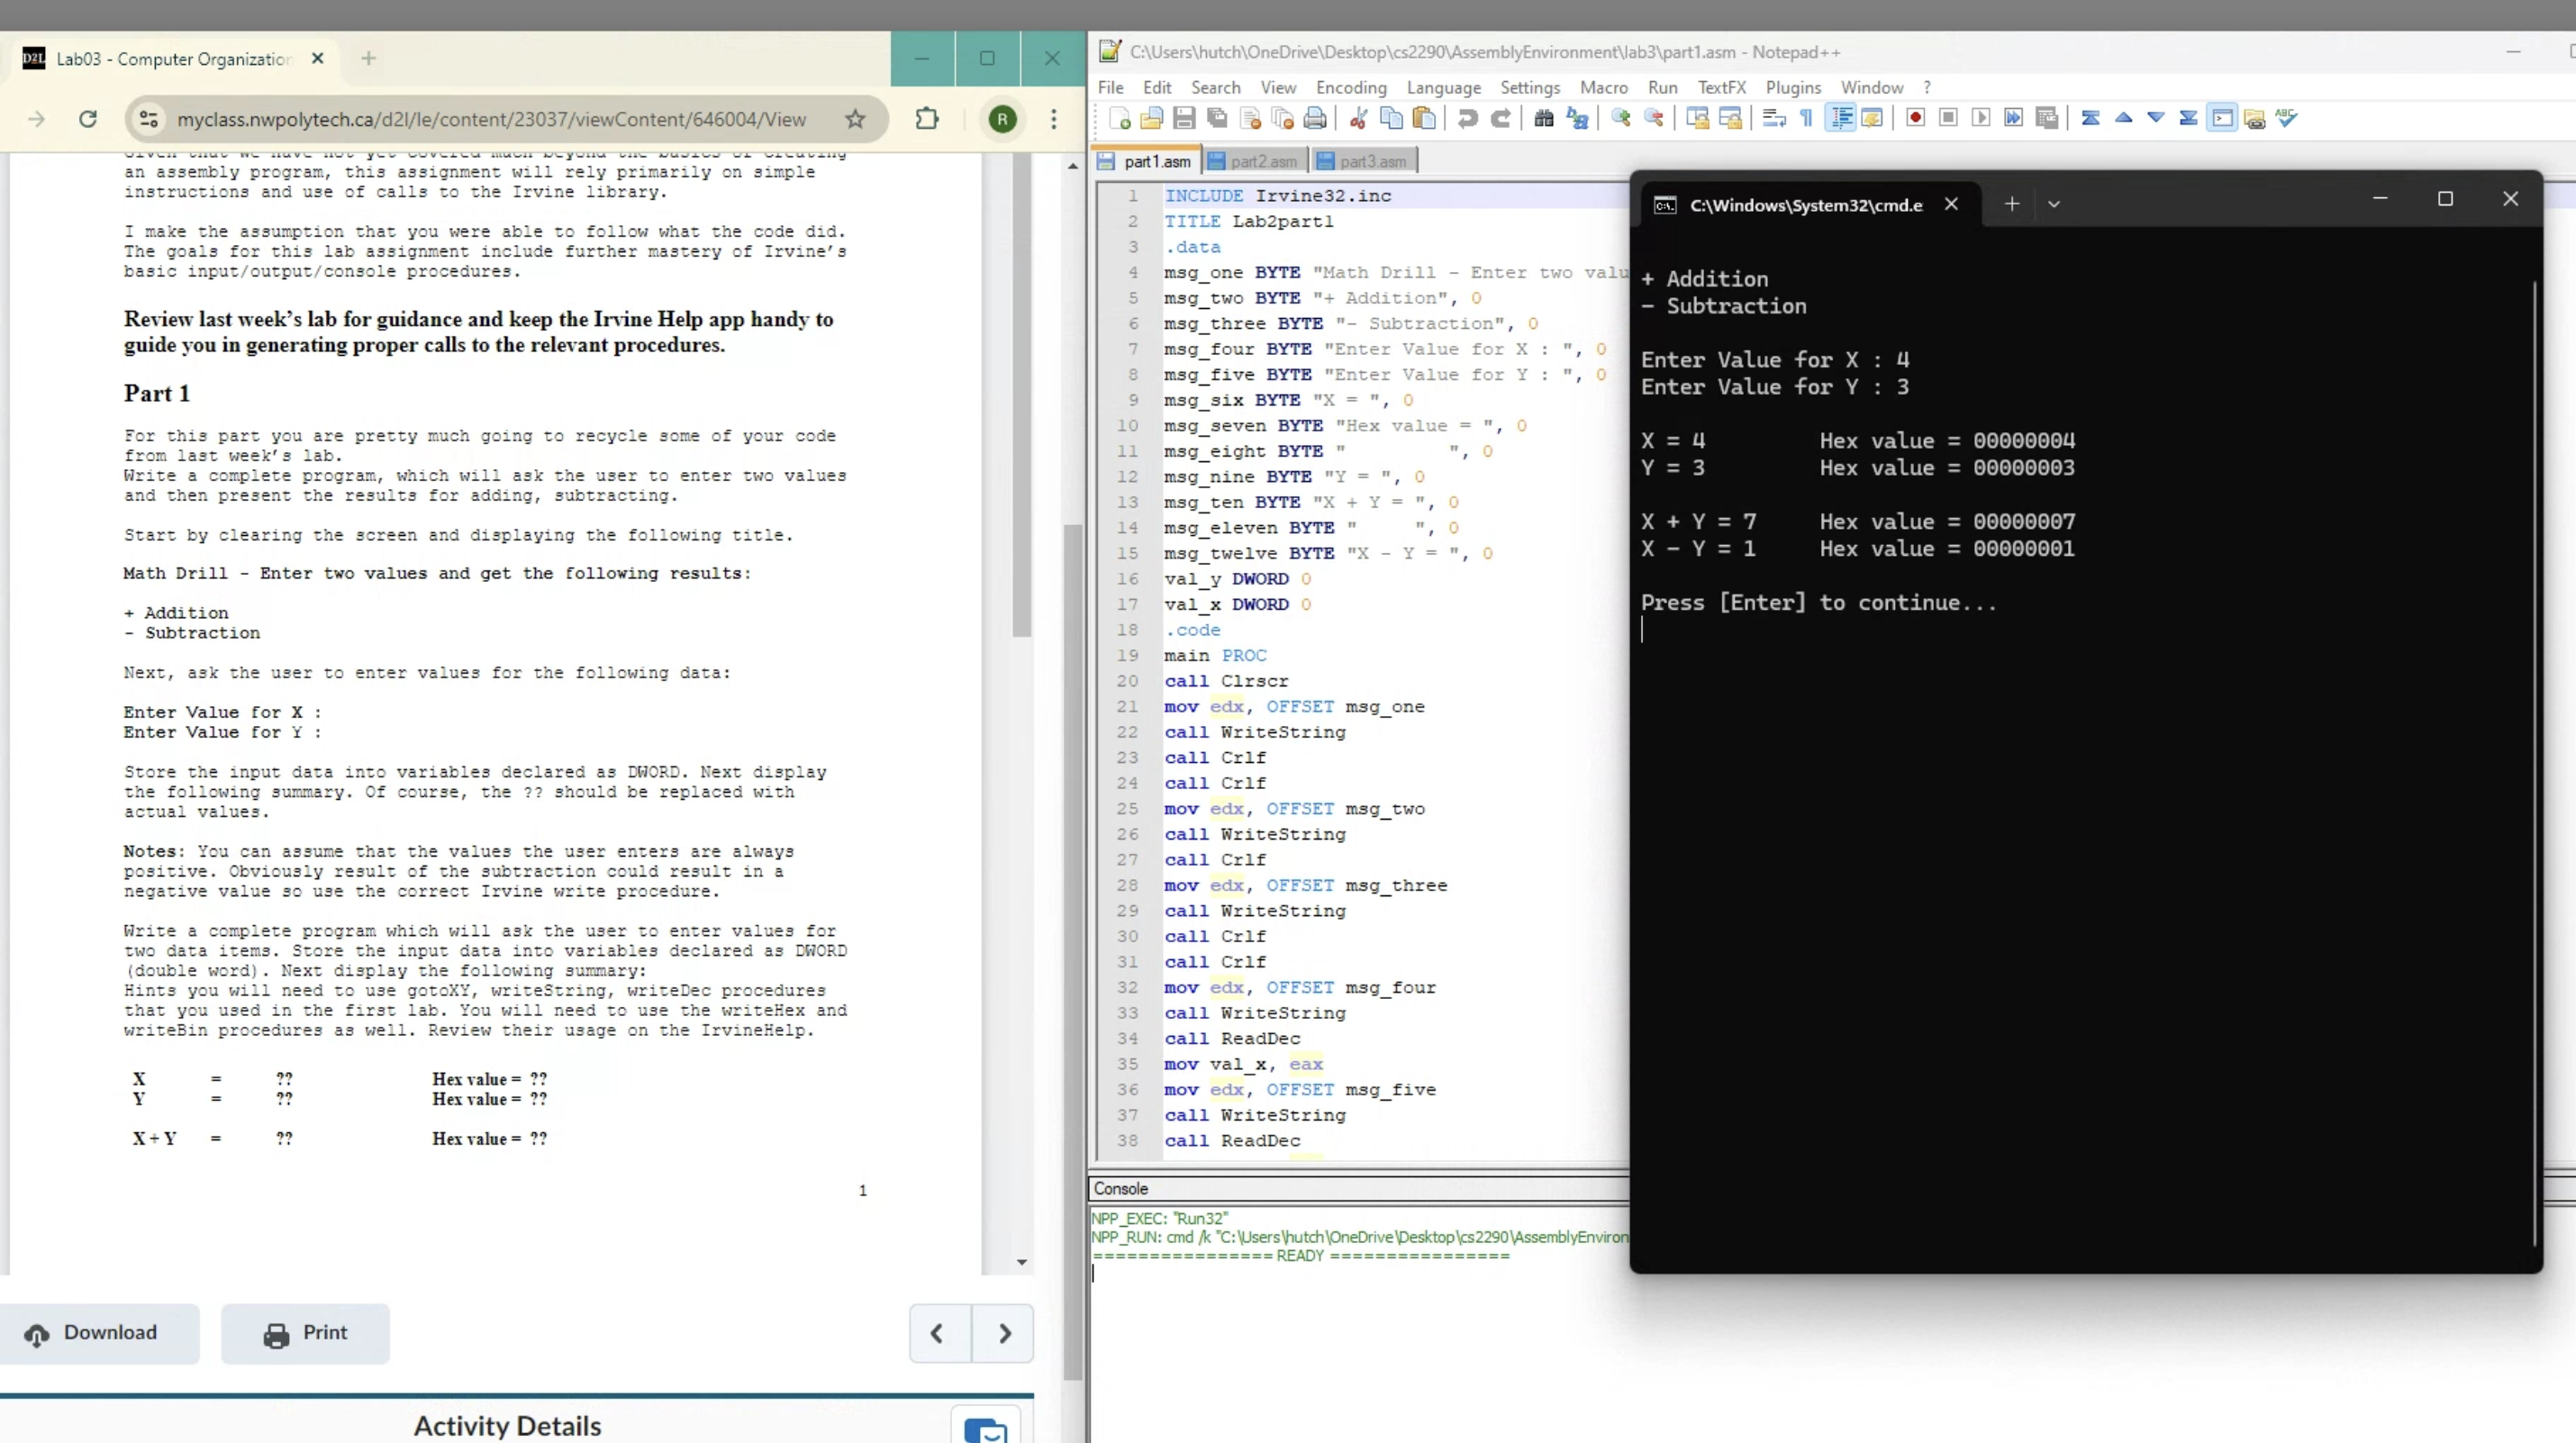 D2L Lab03 - Computer Organization
myclass.nwpolytech.ca/d2l/le/content/23037/viewContent/646004/View
R
Given that we have not yet covered much beyond the basics of creating
an assembly program, this assignment will rely primarily on simple
instructions and use of calls to the Irvine library.
I make the assumption that you were able to follow what the code did.
The goals for this lab assignment include further mastery of Irvine's
basic input/output/console procedures.
Review last week's lab for guidance and keep the Irvine Help app handy to
guide you in generating proper calls to the relevant procedures.
Part 1
For this part you are pretty much going to recycle some of your code
from last week's lab.
Write a complete program, which will ask the user to enter two values
and then present the results for adding, subtracting.
Start by clearing the screen and displaying the following title.
Math Drill - Enter two values and get the following results:
+ Addition
- Subtraction
Next, ask the user to enter values for the following data:
Enter Value for X :
Enter Value for Y :
Store the input data into variables declared as DWORD. Next display
the following summary. Of course, the ?? should be replaced with
actual values.
Notes: You can assume that the values the user enters are always
positive. Obviously result of the subtraction could result in a
negative value so use the correct Irvine write procedure.
Write a complete program which will ask the user to enter values for
two data items. Store the input data into variables declared as DWORD
(double word). Next display the following summary:
Hints you will need to use gotoXY, writeString, writeDec procedures
that you used in the first lab. You will need to use the writeHex and
writeBin procedures as well. Review their usage on the IrvineHelp.
X = ?? Hex value = ??
Y = ?? Hex value = ??
X + Y = ?? Hex value = ??
1
Download Print
Activity Details
C:\Users\hutch\OneDrive\Desktop\cs2290\AssemblyEnvironment\lab3\part1.asm - Notepad++
File Edit Search View Encoding Language Settings Macro Run TextFX Plugins Window ?
part1.asm part2.asm part3.asm
1 INCLUDE Irvine32.inc
2 TITLE Lab2part1
3 .data
4 msg_one BYTE "Math Drill - Enter two valu
5 msg_two BYTE "+ Addition", 0
6 msg_three BYTE "- Subtraction", 0
7 msg_four BYTE "Enter Value for X : ", 0
8 msg_five BYTE "Enter Value for Y : ", 0
9 msg_six BYTE "X = ", 0
10 msg_seven BYTE "Hex value = ", 0
11 msg_eight BYTE "         ", 0
12 msg_nine BYTE "Y = ", 0
13 msg_ten BYTE "X + Y = ", 0
14 msg_eleven BYTE "     ", 0
15 msg_twelve BYTE "X - Y = ", 0
16 val_y DWORD 0
17 val_x DWORD 0
18 .code
19 main PROC
20 call Clrscr
21 mov edx, OFFSET msg_one
22 call WriteString
23 call Crlf
24 call Crlf
25 mov edx, OFFSET msg_two
26 call WriteString
27 call Crlf
28 mov edx, OFFSET msg_three
29 call WriteString
30 call Crlf
31 call Crlf
32 mov edx, OFFSET msg_four
33 call WriteString
34 call ReadDec
35 mov val_x, eax
36 mov edx, OFFSET msg_five
37 call WriteString
38 call ReadDec
Console
NPP_EXEC: "Run32"
NPP_RUN: cmd /k "C:\Users\hutch\OneDrive\Desktop\cs2290\AssemblyEnviron
================ READY ================
C:\Windows\System32\cmd.e
+ Addition
- Subtraction
Enter Value for X : 4
Enter Value for Y : 3
X = 4 Hex value = 00000004
Y = 3 Hex value = 00000003
X + Y = 7 Hex value = 00000007
X - Y = 1 Hex value = 00000001
Press [Enter] to continue...